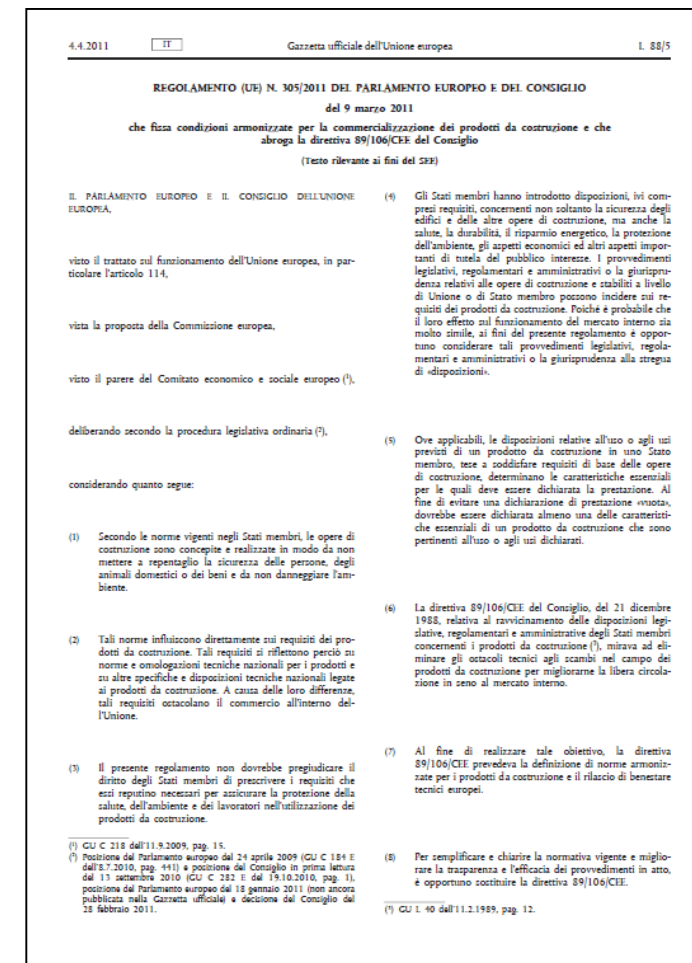 4.4.2011 IT Gazzetta ufficiale dell'Unione europea L 88/5
REGOLAMENTO (UE) N. 305/2011 DEL PARLAMENTO EUROPEO E DEL CONSIGLIO
del 9 marzo 2011
che fissa condizioni armonizzate per la commercializzazione dei prodotti da costruzione e che
abroga la direttiva 89/106/CEE del Consiglio
(Testo rilevante ai fini del SEE)
IL PARLAMENTO EUROPEO E IL CONSIGLIO DELL'UNIONE
EUROPEA,
visto il trattato sul funzionamento dell'Unione europea, in par-
ticolare l'articolo 114,
vista la proposta della Commissione europea,
visto il parere del Comitato economico e sociale europeo (¹),
deliberando secondo la procedura legislativa ordinaria (²),
considerando quanto segue:
(1) Secondo le norme vigenti negli Stati membri, le opere di
costruzione sono concepite e realizzate in modo da non
mettere a repentaglio la sicurezza delle persone, degli
animali domestici o dei beni e da non danneggiare l'am-
biente.
(2) Tali norme influiscono direttamente sui requisiti dei pro-
dotti da costruzione. Tali requisiti si riflettono perciò su
norme e omologazioni tecniche nazionali per i prodotti e
su altre specifiche e disposizioni tecniche nazionali legate
ai prodotti da costruzione. A causa delle loro differenze,
tali requisiti ostacolano il commercio all'interno del-
l'Unione.
(3) Il presente regolamento non dovrebbe pregiudicare il
diritto degli Stati membri di prescrivere i requisiti che
essi reputino necessari per assicurare la protezione della
salute, dell'ambiente e dei lavoratori nell'utilizzazione dei
prodotti da costruzione.
(¹) GU C 218 dell'11.9.2009, pag. 15.
(²) Posizione del Parlamento europeo del 24 aprile 2009 (GU C 184 E
dell'8.7.2010, pag. 441) e posizione del Consiglio in prima lettura
del 13 settembre 2010 (GU C 282 E del 19.10.2010, pag. 1),
posizione del Parlamento europeo del 18 gennaio 2011 (non ancora
pubblicata nella Gazzetta ufficiale) e decisione del Consiglio del
28 febbraio 2011.
(4) Gli Stati membri hanno introdotto disposizioni, ivi com-
presi requisiti, concernenti non soltanto la sicurezza degli
edifici e delle altre opere di costruzione, ma anche la
salute, la durabilità, il risparmio energetico, la protezione
dell'ambiente, gli aspetti economici ed altri aspetti impor-
tanti di tutela del pubblico interesse. I provvedimenti
legislativi, regolamentari e amministrativi o la giurispru-
denza relativi alle opere di costruzione e stabiliti a livello
di Unione o di Stato membro possono incidere sui re-
quisiti dei prodotti da costruzione. Poiché è probabile che
il loro effetto sul funzionamento del mercato interno sia
molto simile, ai fini del presente regolamento è oppor-
tuno considerare tali provvedimenti legislativi, regola-
mentari e amministrativi o la giurisprudenza alla stregua
di «disposizioni».
(5) Ove applicabili, le disposizioni relative all'uso o agli usi
previsti di un prodotto da costruzione in uno Stato
membro, tese a soddisfare requisiti di base delle opere
di costruzione, determinano le caratteristiche essenziali
per le quali deve essere dichiarata la prestazione. Al
fine di evitare una dichiarazione di prestazione «vuota»,
dovrebbe essere dichiarata almeno una delle caratteristi-
che essenziali di un prodotto da costruzione che sono
pertinenti all'uso o agli usi dichiarati.
(6) La direttiva 89/106/CEE del Consiglio, del 21 dicembre
1988, relativa al ravvicinamento delle disposizioni legi-
slative, regolamentari e amministrative degli Stati membri
concernenti i prodotti da costruzione (³), mirava ad eli-
minare gli ostacoli tecnici agli scambi nel campo dei
prodotti da costruzione per migliorarne la libera circola-
zione in seno al mercato interno.
(7) Al fine di realizzare tale obiettivo, la direttiva
89/106/CEE prevedeva la definizione di norme armoniz-
zate per i prodotti da costruzione e il rilascio di benestare
tecnici europei.
(8) Per semplificare e chiarire la normativa vigente e miglio-
rare la trasparenza e l'efficacia dei provvedimenti in atto,
è opportuno sostituire la direttiva 89/106/CEE.
(³) GU L 40 dell'11.2.1989, pag. 12.